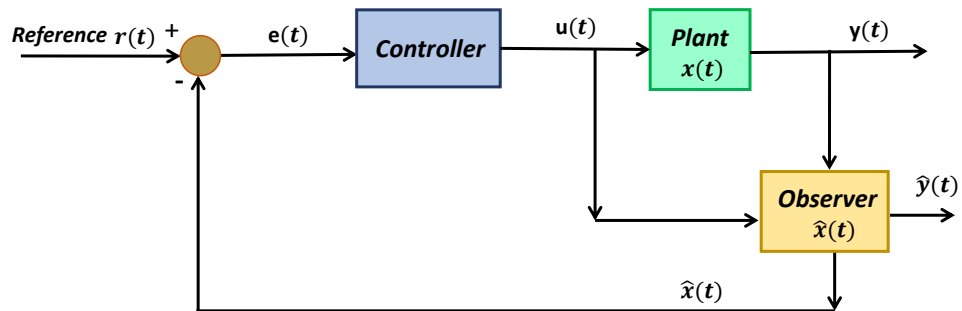 Reference r(t)
+
-
e(t)
Controller
u(t)
Plant
x(t)
y(t)
Observer
x̂(t)
ŷ(t)
x̂(t)